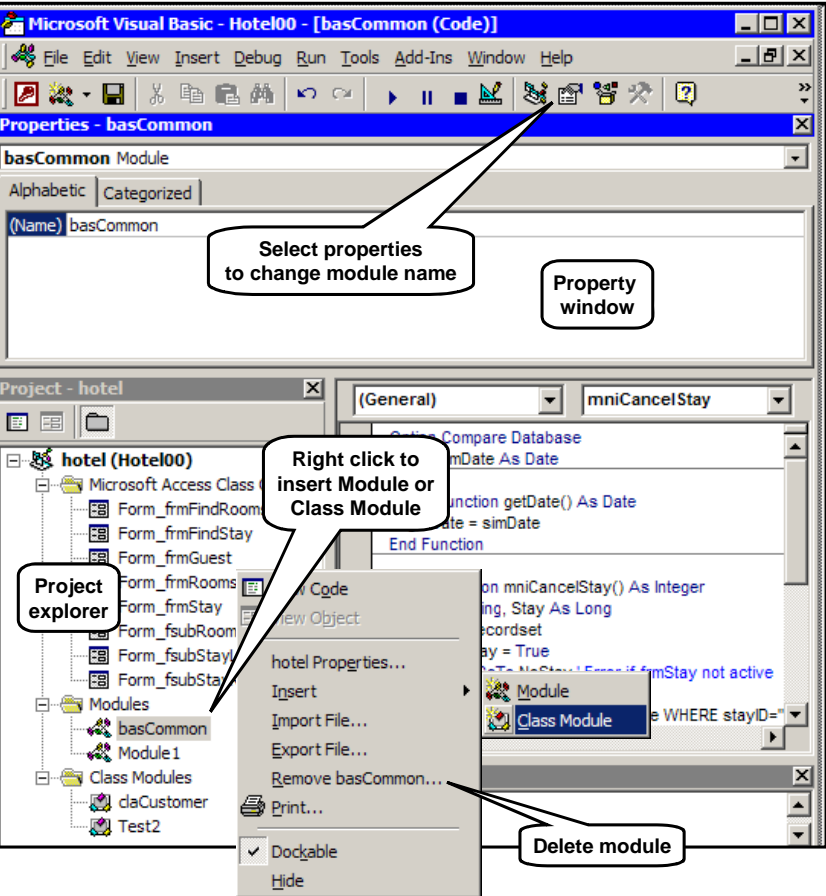 Microsoft Visual Basic - Hotel00 - [basCommon (Code)]
File Edit View Insert Debug Run Tools Add-Ins Window Help
Properties - basCommon
basCommon Module
Alphabetic Categorized
(Name) basCommon
Select properties
to change module name
Property
window
Project - hotel
(General) mniCancelStay
Option Compare Database
mDate As Date
unction getDate() As Date
ate = simDate
End Function
on mniCancelStay() As Integer
ing, Stay As Long
ecordset
ay = True
GoTo NoStay ' Error if frmStay not active
e WHERE stayID="
hotel (Hotel00)
Microsoft Access Class
Form_frmFindRooms
Form_frmFindStay
Form_frmGuest
Form_frmRooms
Form_frmStay
Form_fsubRoom
Form_fsubStay
Form_fsubSta
Modules
basCommon
Module1
Class Modules
claCustomer
Test2
Right click to
insert Module or
Class Module
Project
explorer
Code
View Object
hotel Properties...
Insert
Import File...
Export File...
Remove basCommon...
Print...
Dockable
Hide
Module
Class Module
Delete module